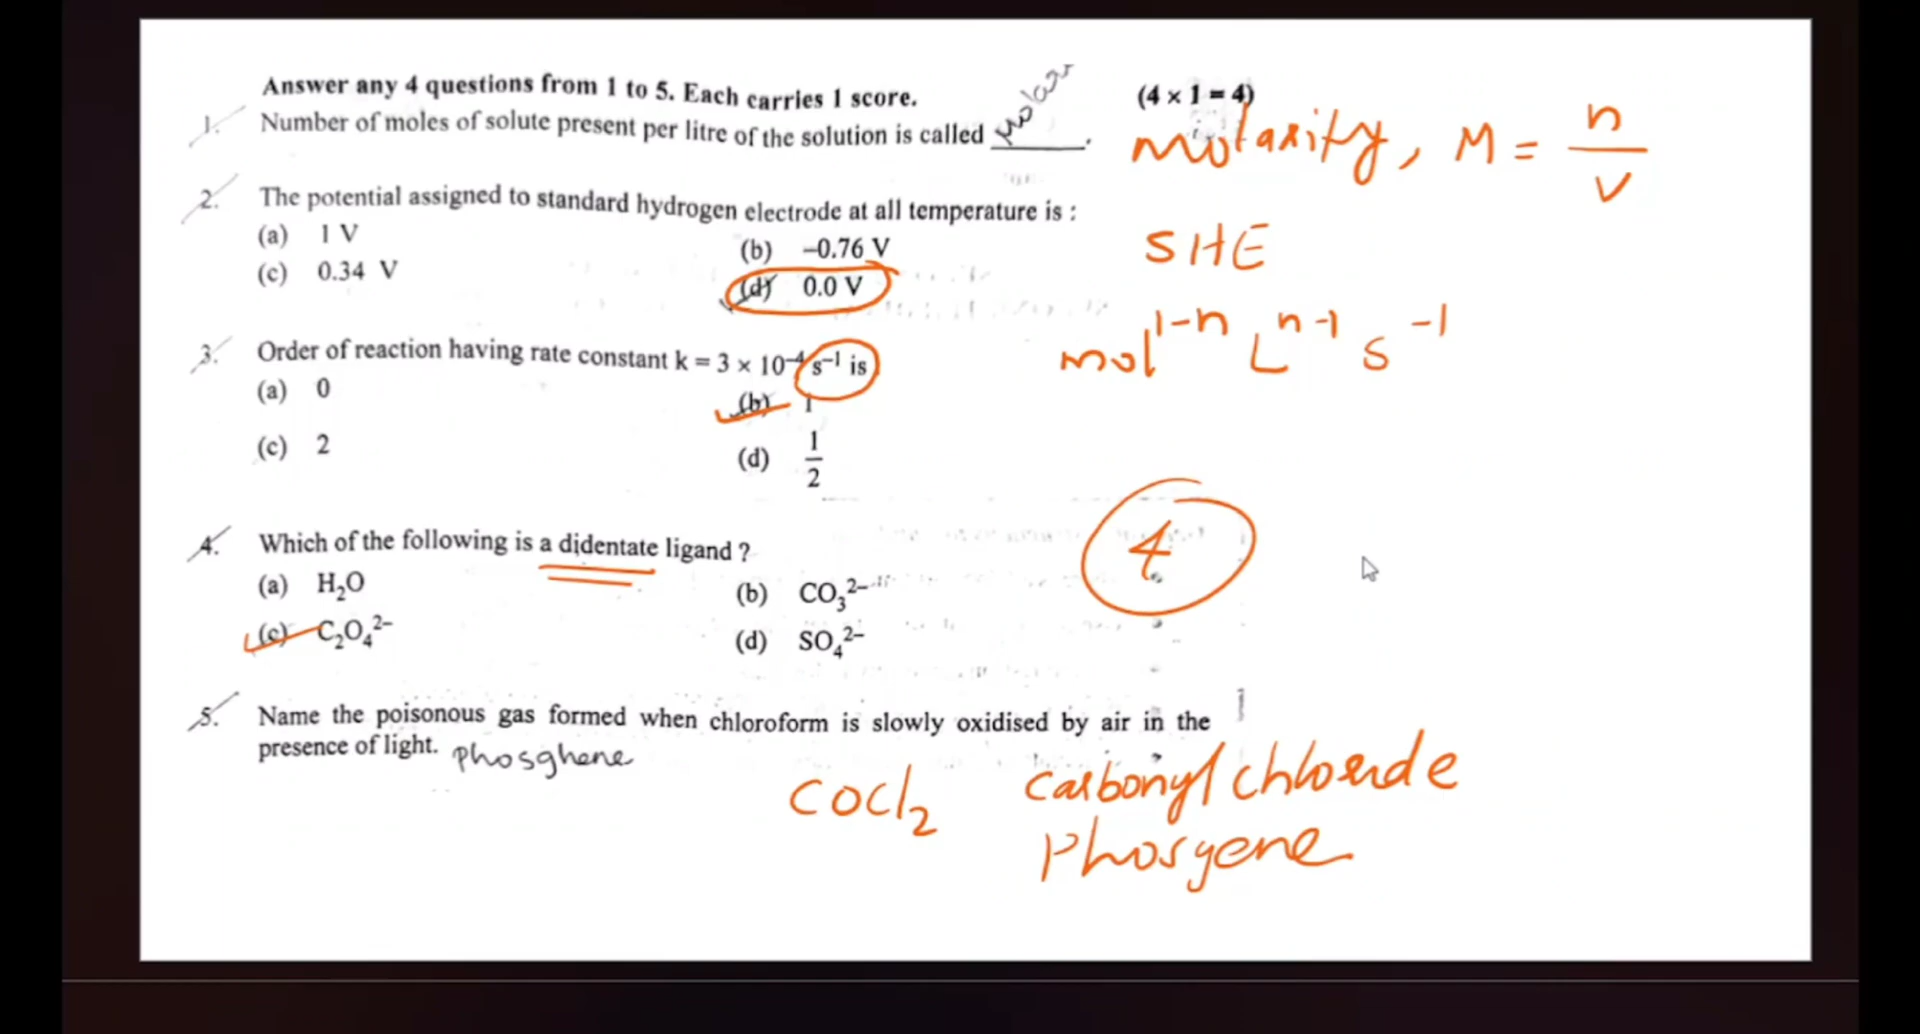 Answer any 4 questions from 1 to 5. Each carries 1 score. (4 × 1 = 4)
1. Number of moles of solute present per litre of the solution is called molar.
molarity, M = n/v
2. The potential assigned to standard hydrogen electrode at all temperature is :
SHE
(a) 1 V (b) –0.76 V
(c) 0.34 V (d) 0.0 V
mol^1-n L^n-1 s^-1
3. Order of reaction having rate constant k = 3 × 10⁻⁴ s⁻¹ is
(a) 0 (b) 1
(c) 2 (d) 1/2
4. Which of the following is a didentate ligand ?
4
(a) H₂O (b) CO₃²⁻
(c) C₂O₄²⁻ (d) SO₄²⁻
5. Name the poisonous gas formed when chloroform is slowly oxidised by air in the 1
presence of light. Phosghene
COCl₂ Carbonyl chloride
Phosgene